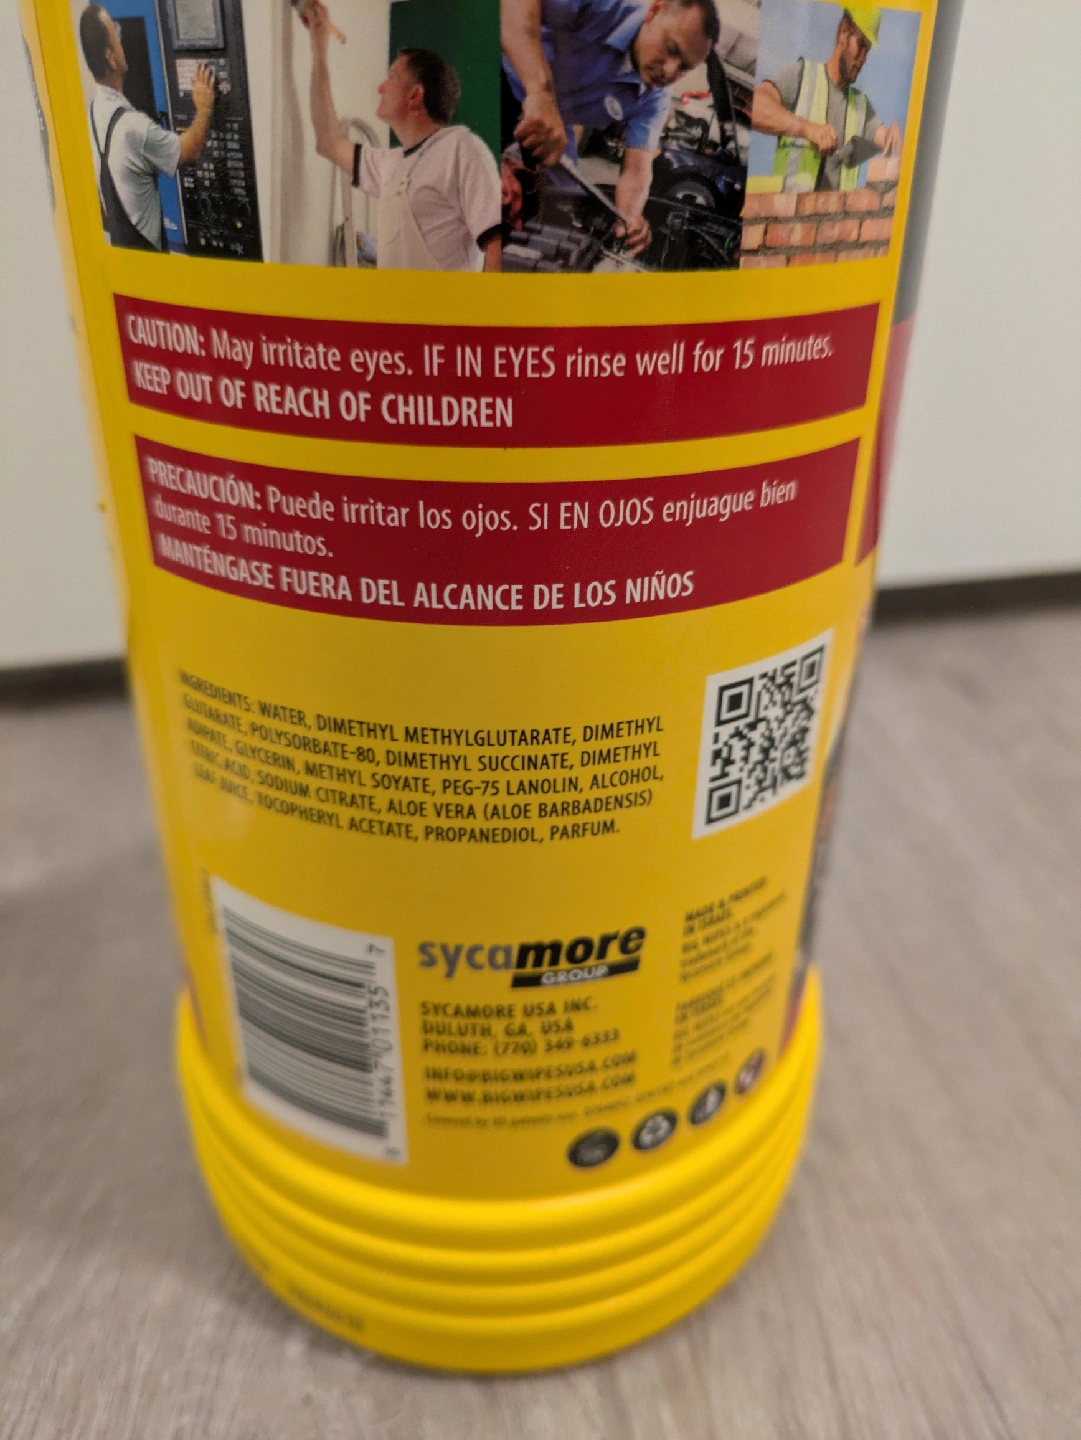 CAUTION: May irritate eyes. IF IN EYES rinse well for 15 minutes.
KEEP OUT OF REACH OF CHILDREN
PRECAUCIÓN: Puede irritar los ojos. SI EN OJOS enjuague bien
durante 15 minutos.
MANTÉNGASE FUERA DEL ALCANCE DE LOS NIÑOS
INGREDIENTS: WATER, DIMETHYL METHYLGLUTARATE, DIMETHYL
GLUTARATE, POLYSORBATE-80, DIMETHYL SUCCINATE, DIMETHYL
ADIPATE, GLYCERIN, METHYL SOYATE, PEG-75 LANOLIN, ALCOHOL,
CITRIC ACID, SODIUM CITRATE, ALOE VERA (ALOE BARBADENSIS)
LEAF JUICE, TOCOPHERYL ACETATE, PROPANEDIOL, PARFUM.
sycamore
GROUP
SYCAMORE USA INC.
DULUTH, GA, USA
PHONE: (770) 349-6333
INFO@BIGWIPESUSA.COM
WWW.BIGWIPESUSA.COM
MADE & PRINTED
IN ISRAEL.